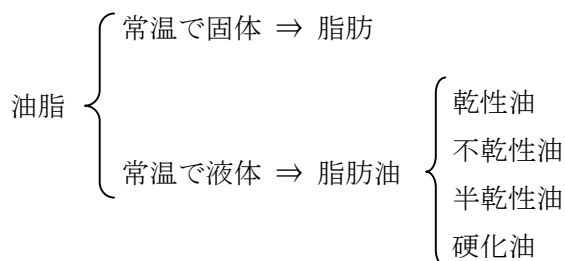 油脂
常温で固体 ⇒ 脂肪
常温で液体 ⇒ 脂肪油
乾性油
不乾性油
半乾性油
硬化油